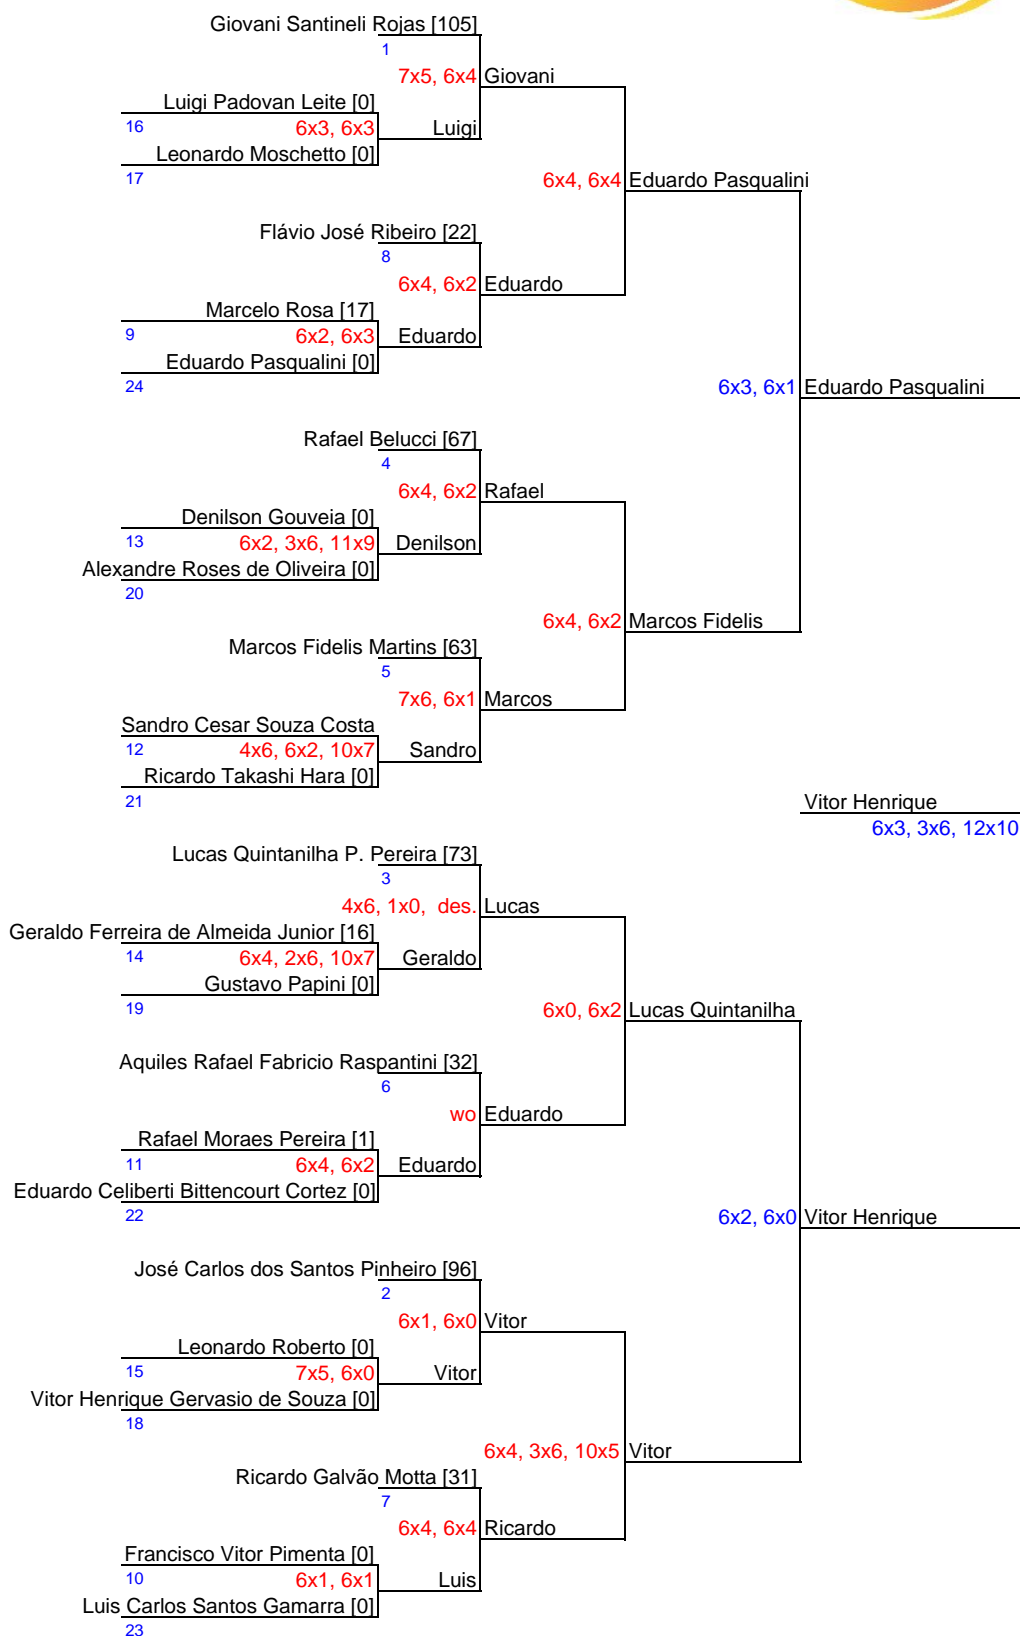 Giovani Santineli Rojas [105]
1
7x5, 6x4 Giovani
Luigi Padovan Leite [0]
16 6x3, 6x3 Luigi
Leonardo Moschetto [0]
17
6x4, 6x4 Eduardo Pasqualini
Flávio José Ribeiro [22]
8
6x4, 6x2 Eduardo
Marcelo Rosa [17]
9 6x2, 6x3 Eduardo
Eduardo Pasqualini [0]
24
6x3, 6x1 Eduardo Pasqualini
Rafael Belucci [67]
4
6x4, 6x2 Rafael
Denilson Gouveia [0]
13 6x2, 3x6, 11x9 Denilson
Alexandre Roses de Oliveira [0]
20
6x4, 6x2 Marcos Fidelis
Marcos Fidelis Martins [63]
5
7x6, 6x1 Marcos
Sandro Cesar Souza Costa
12 4x6, 6x2, 10x7 Sandro
Ricardo Takashi Hara [0]
21
Vitor Henrique
6x3, 3x6, 12x10
Lucas Quintanilha P. Pereira [73]
3
4x6, 1x0, des. Lucas
Geraldo Ferreira de Almeida Junior [16]
14 6x4, 2x6, 10x7 Geraldo
Gustavo Papini [0]
19
6x0, 6x2 Lucas Quintanilha
Aquiles Rafael Fabricio Raspantini [32]
6
wo Eduardo
Rafael Moraes Pereira [1]
11 6x4, 6x2 Eduardo
Eduardo Celiberti Bittencourt Cortez [0]
22
6x2, 6x0 Vitor Henrique
José Carlos dos Santos Pinheiro [96]
2
6x1, 6x0 Vitor
Leonardo Roberto [0]
15 7x5, 6x0 Vitor
Vitor Henrique Gervasio de Souza [0]
18
6x4, 3x6, 10x5 Vitor
Ricardo Galvão Motta [31]
7
6x4, 6x4 Ricardo
Francisco Vitor Pimenta [0]
10 6x1, 6x1 Luis
Luis Carlos Santos Gamarra [0]
23